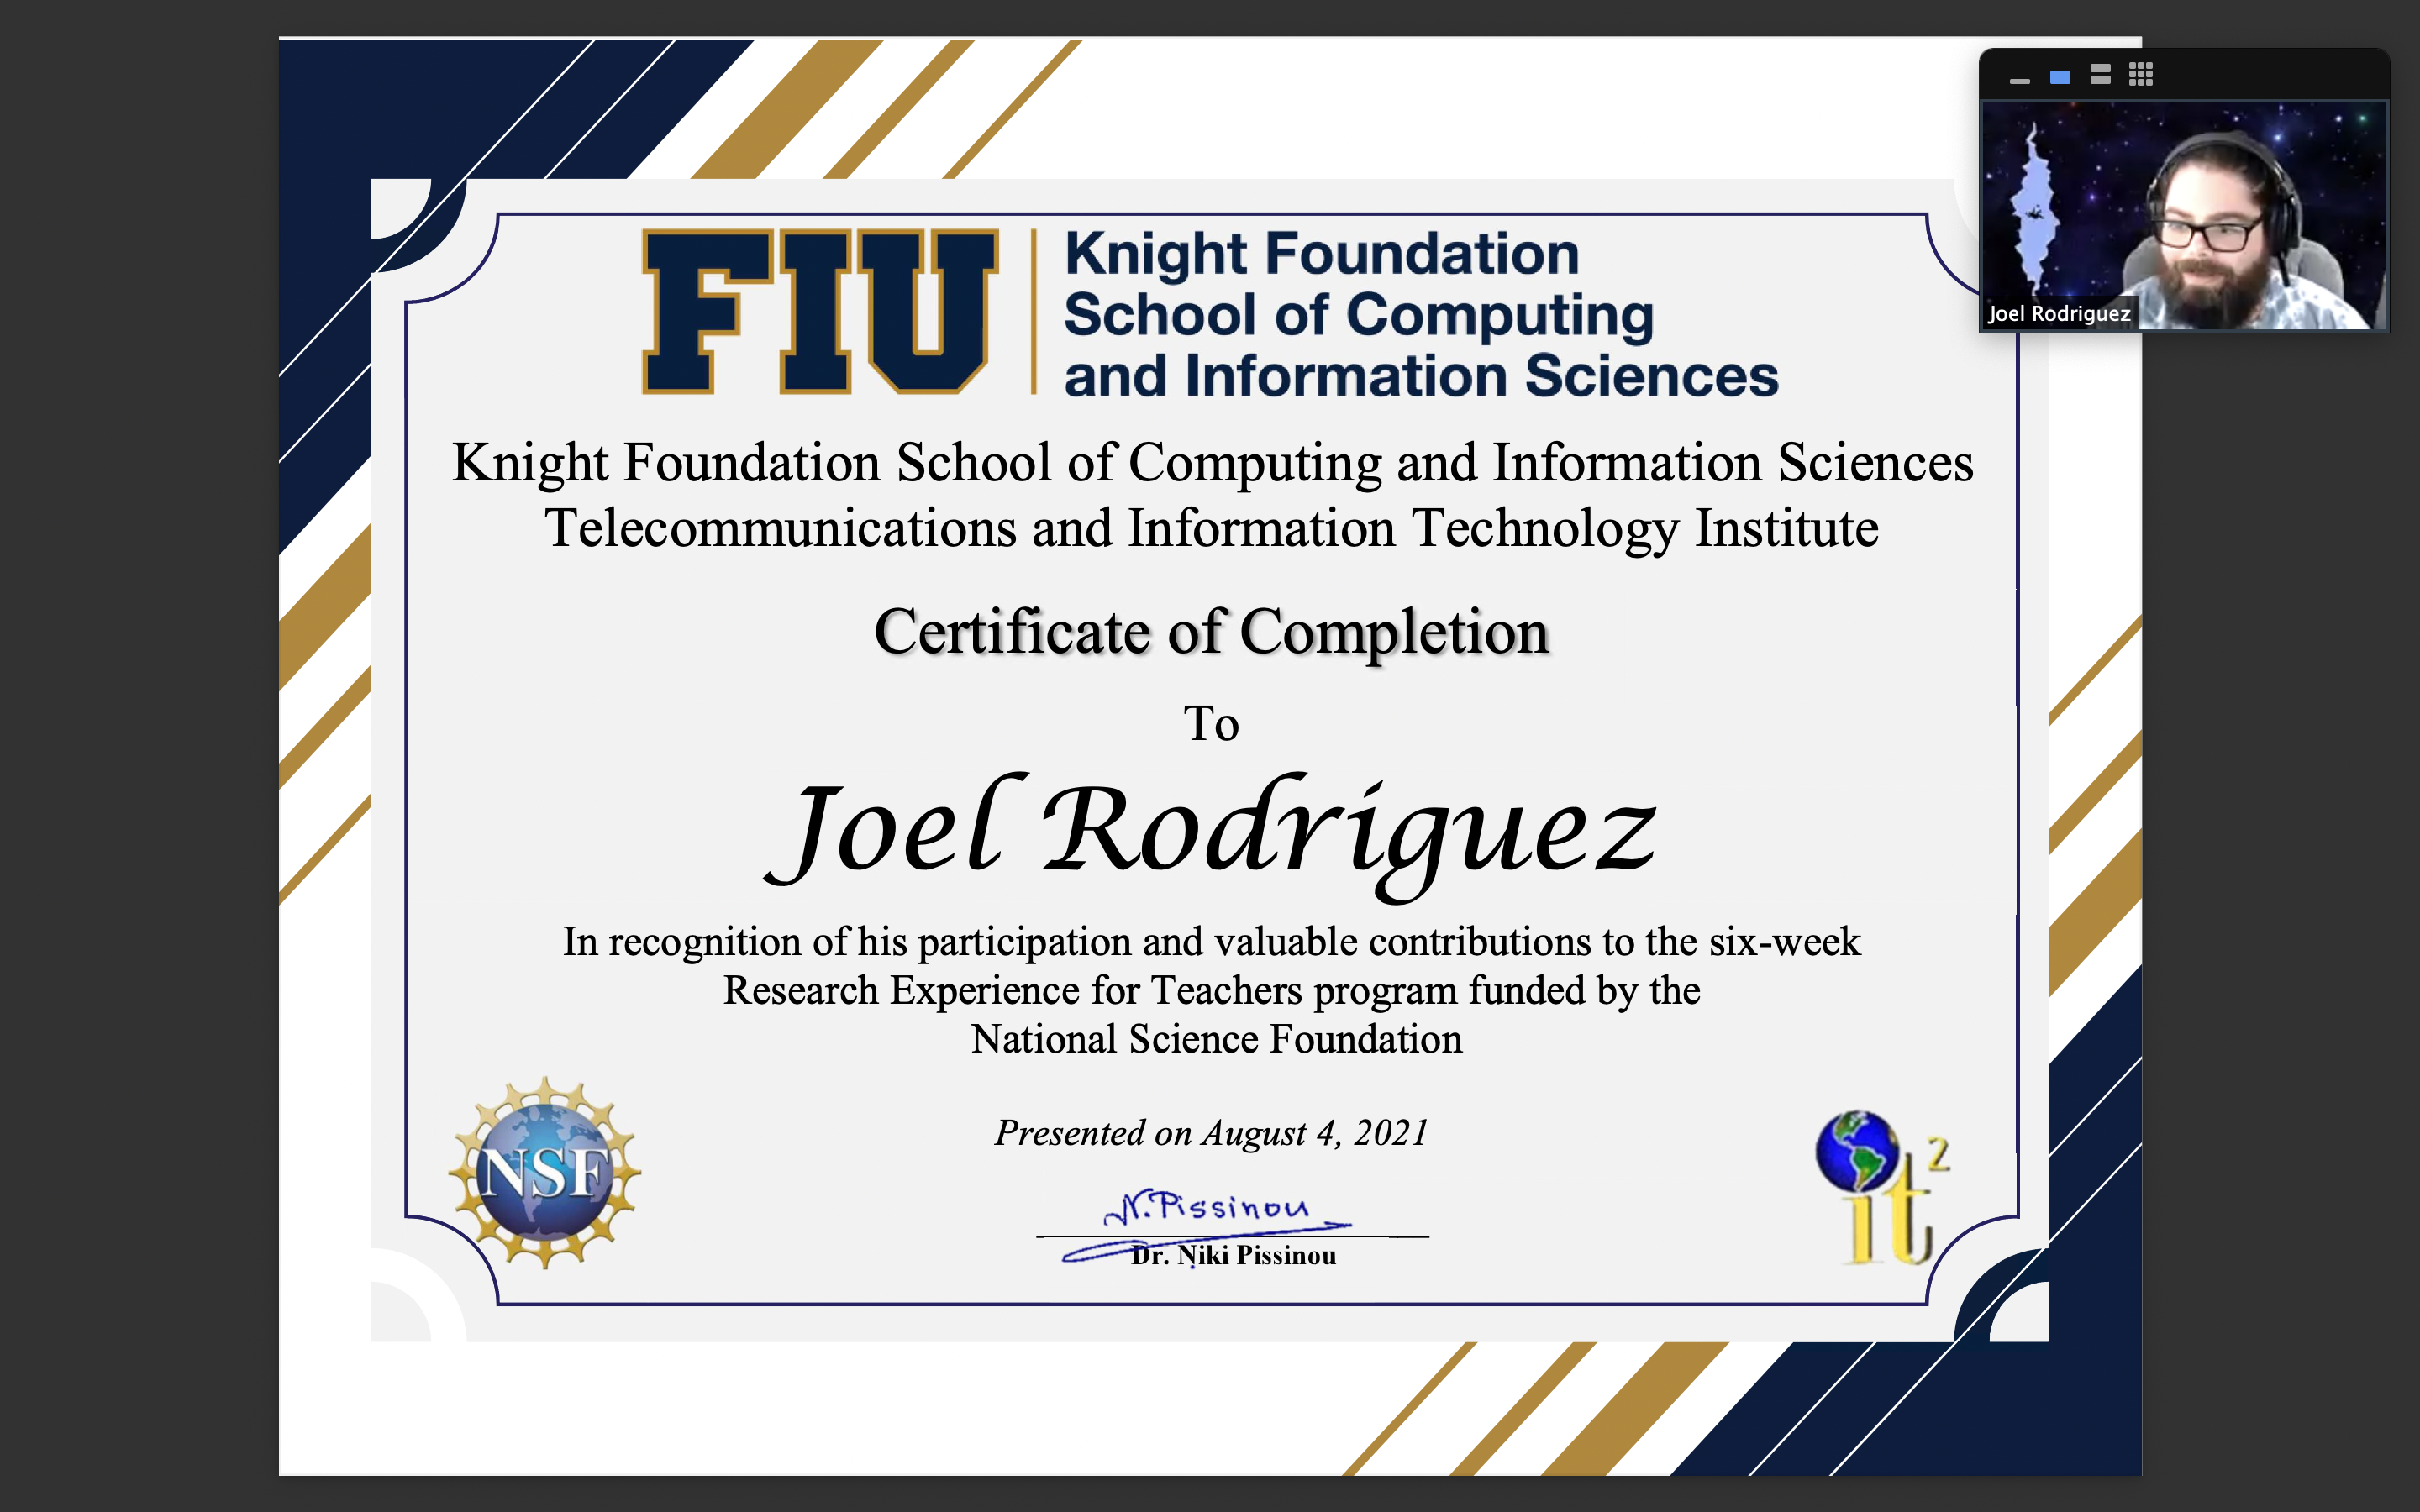 FIU
Knight Foundation
School of Computing
and Information Sciences
Joel Rodriguez
Knight Foundation School of Computing and Information Sciences
Telecommunications and Information Technology Institute
Certificate of Completion
To
Joel Rodriguez
In recognition of his participation and valuable contributions to the six-week
Research Experience for Teachers program funded by the
National Science Foundation
Presented on August 4, 2021
NSF
it2
N. Pissinou
Dr. Niki Pissinou